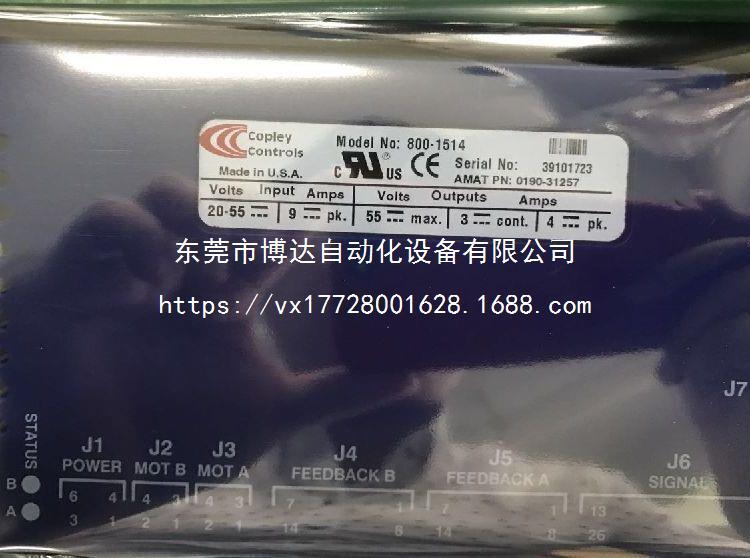 Copley
Controls
Made in U.S.A.
Model No: 800-1514
c RU US CE
Serial No: 39101723
AMAT PN: 0190-31257
Volts Input Amps Volts Outputs Amps
20-55 9 pk. 55 max. 3 cont. 4 pk.
东莞市博达自动化设备有限公司
https://vx17728001628.1688.com
J7
STATUS
B
A
J1
POWER
J2
MOT B
J3
MOT A
J4
FEEDBACK B
J5
FEEDBACK A
J6
SIGNAL
6 4 4 3 4 3 7 1 7 1 13
3 1 2 1 2 1 14 8 14 8 26